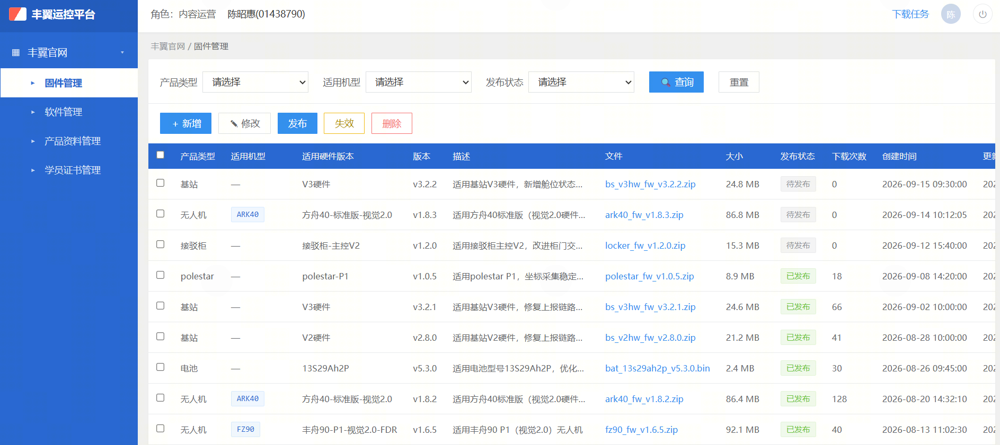 丰翼运控平台
角色：内容运营 陈昭惠(01438790)
下载任务 陈
丰翼官网
固件管理
软件管理
产品资料管理
学员证书管理
丰翼官网 / 固件管理
产品类型 请选择 适用机型 请选择 发布状态 请选择 查询 重置
+ 新增 修改 发布 失效 删除
产品类型 适用机型 适用硬件版本 版本 描述 文件 大小 发布状态 下载次数 创建时间 更新
基站 — V3硬件 v3.2.2 适用基站V3硬件，新增舱位状态... bs_v3hw_fw_v3.2.2.zip 24.8 MB 待发布 0 2026-09-15 09:30:00 202
无人机 ARK40 方舟40-标准版-视觉2.0 v1.8.3 适用方舟40标准版（视觉2.0硬件... ark40_fw_v1.8.3.zip 86.8 MB 待发布 0 2026-09-14 10:12:05 202
接驳柜 — 接驳柜-主控V2 v1.2.0 适用接驳柜主控V2，改进柜门交... locker_fw_v1.2.0.zip 15.3 MB 待发布 0 2026-09-12 15:40:00 202
polestar — polestar-P1 v1.0.5 适用polestar P1，坐标采集稳定... polestar_fw_v1.0.5.zip 8.9 MB 已发布 18 2026-09-08 14:20:00 202
基站 — V3硬件 v3.2.1 适用基站V3硬件，修复上报链路... bs_v3hw_fw_v3.2.1.zip 24.6 MB 已发布 66 2026-09-02 10:00:00 202
基站 — V2硬件 v2.8.0 适用基站V2硬件，修复上报链路... bs_v2hw_fw_v2.8.0.zip 21.2 MB 已发布 41 2026-08-28 10:00:00 202
电池 — 13S29Ah2P v5.3.0 适用电池型号13S29Ah2P，优化... bat_13s29ah2p_v5.3.0.bin 2.4 MB 已发布 30 2026-08-26 09:45:00 202
无人机 ARK40 方舟40-标准版-视觉2.0 v1.8.2 适用方舟40标准版（视觉2.0硬件... ark40_fw_v1.8.2.zip 86.4 MB 已发布 128 2026-08-20 14:32:10 202
无人机 FZ90 丰舟90-P1-视觉2.0-FDR v1.6.5 适用丰舟90 P1（视觉2.0）无人机 fz90_fw_v1.6.5.zip 92.1 MB 已发布 40 2026-08-13 11:02:30 202